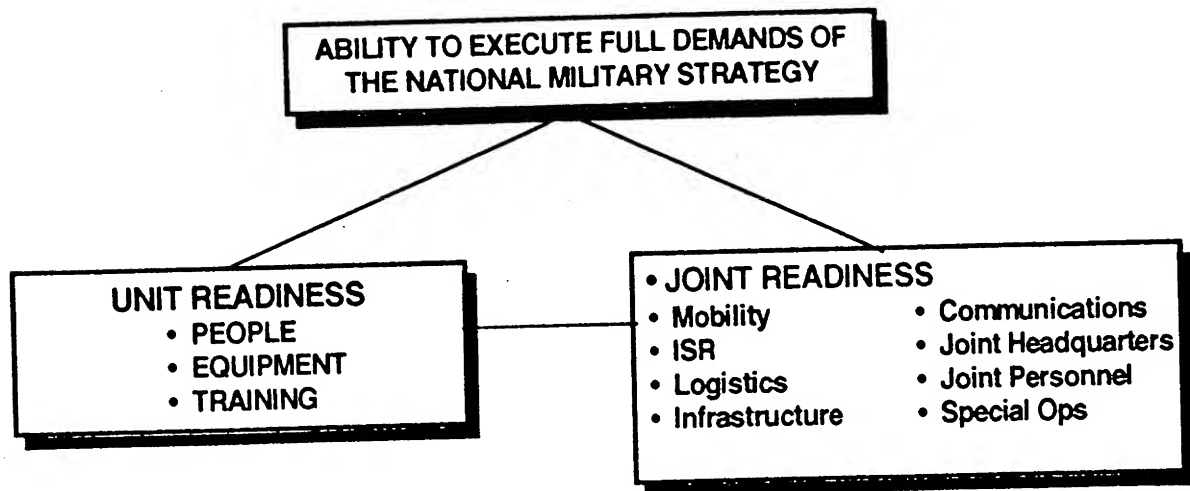 ABILITY TO EXECUTE FULL DEMANDS OF
THE NATIONAL MILITARY STRATEGY
UNIT READINESS
• PEOPLE
• EQUIPMENT
• TRAINING
• JOINT READINESS
• Mobility
• ISR
• Logistics
• Infrastructure
• Communications
• Joint Headquarters
• Joint Personnel
• Special Ops